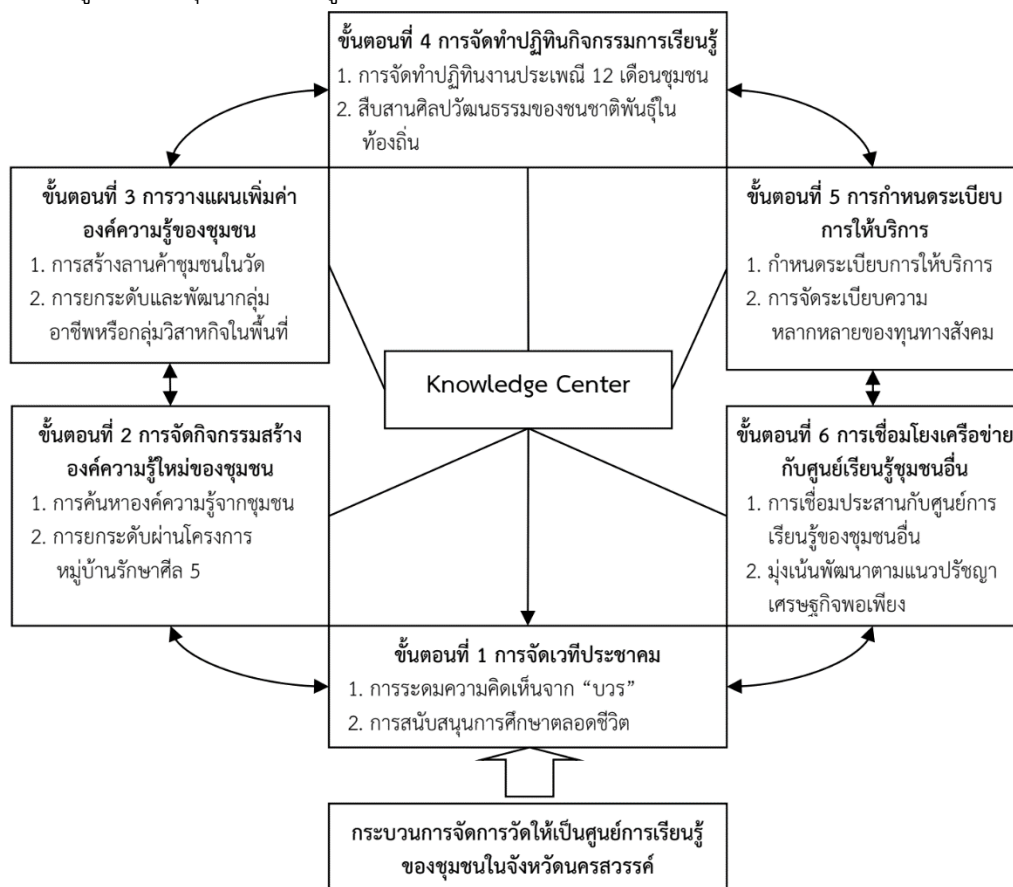 ขั้นตอนที่ 4 การจัดทำปฏิทินกิจกรรมการเรียนรู้
1. การจัดทำปฏิทินงานประเพณี 12 เดือนชุมชน
2. สืบสานศิลปวัฒนธรรมของชนชาติพันธุ์ใน
ท้องถิ่น
ขั้นตอนที่ 3 การวางแผนเพิ่มค่า
องค์ความรู้ของชุมชน
1. การสร้างลานค้าชุมชนในวัด
2. การยกระดับและพัฒนากลุ่ม
อาชีพหรือกลุ่มวิสาหกิจในพื้นที่
ขั้นตอนที่ 5 การกำหนดระเบียบ
การให้บริการ
1. กำหนดระเบียบการให้บริการ
2. การจัดระเบียบความ
หลากหลายของทุนทางสังคม
Knowledge Center
ขั้นตอนที่ 2 การจัดกิจกรรมสร้าง
องค์ความรู้ใหม่ของชุมชน
1. การค้นหาองค์ความรู้จากชุมชน
2. การยกระดับผ่านโครงการ
หมู่บ้านรักษาศีล 5
ขั้นตอนที่ 6 การเชื่อมโยงเครือข่าย
กับศูนย์เรียนรู้ชุมชนอื่น
1. การเชื่อมประสานกับศูนย์การ
เรียนรู้ของชุมชนอื่น
2. มุ่งเน้นพัฒนาตามแนวปรัชญา
เศรษฐกิจพอเพียง
ขั้นตอนที่ 1 การจัดเวทีประชาคม
1. การระดมความคิดเห็นจาก “บวร”
2. การสนับสนุนการศึกษาตลอดชีวิต
กระบวนการจัดการวัดให้เป็นศูนย์การเรียนรู้
ของชุมชนในจังหวัดนครสวรรค์